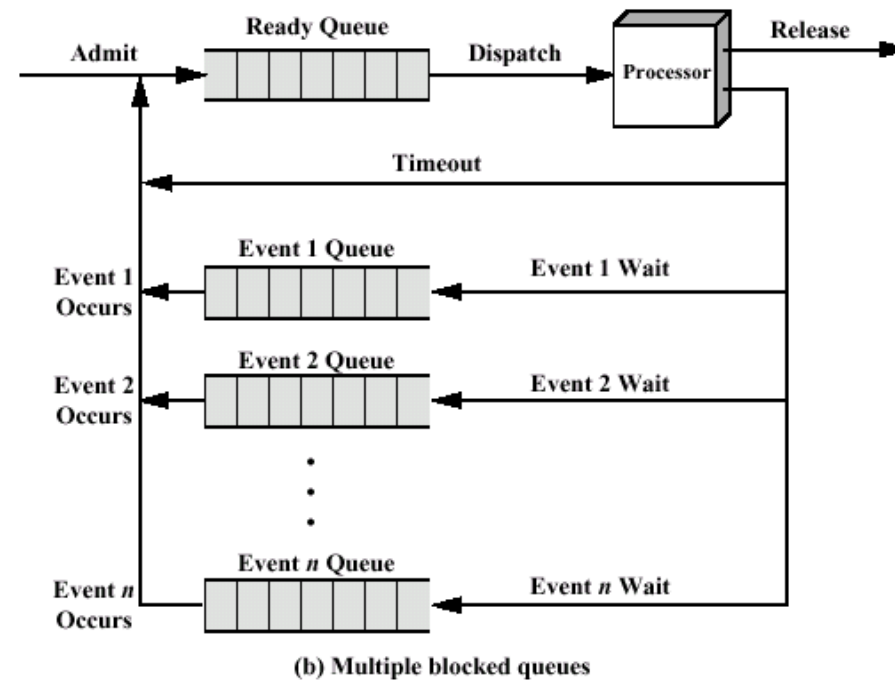 Ready Queue
Admit
Dispatch
Processor
Release
Timeout
Event 1 Queue
Event 1 Wait
Event 1
Occurs
Event 2 Queue
Event 2 Wait
Event 2
Occurs
Event n Queue
Event n Wait
Event n
Occurs
(b) Multiple blocked queues